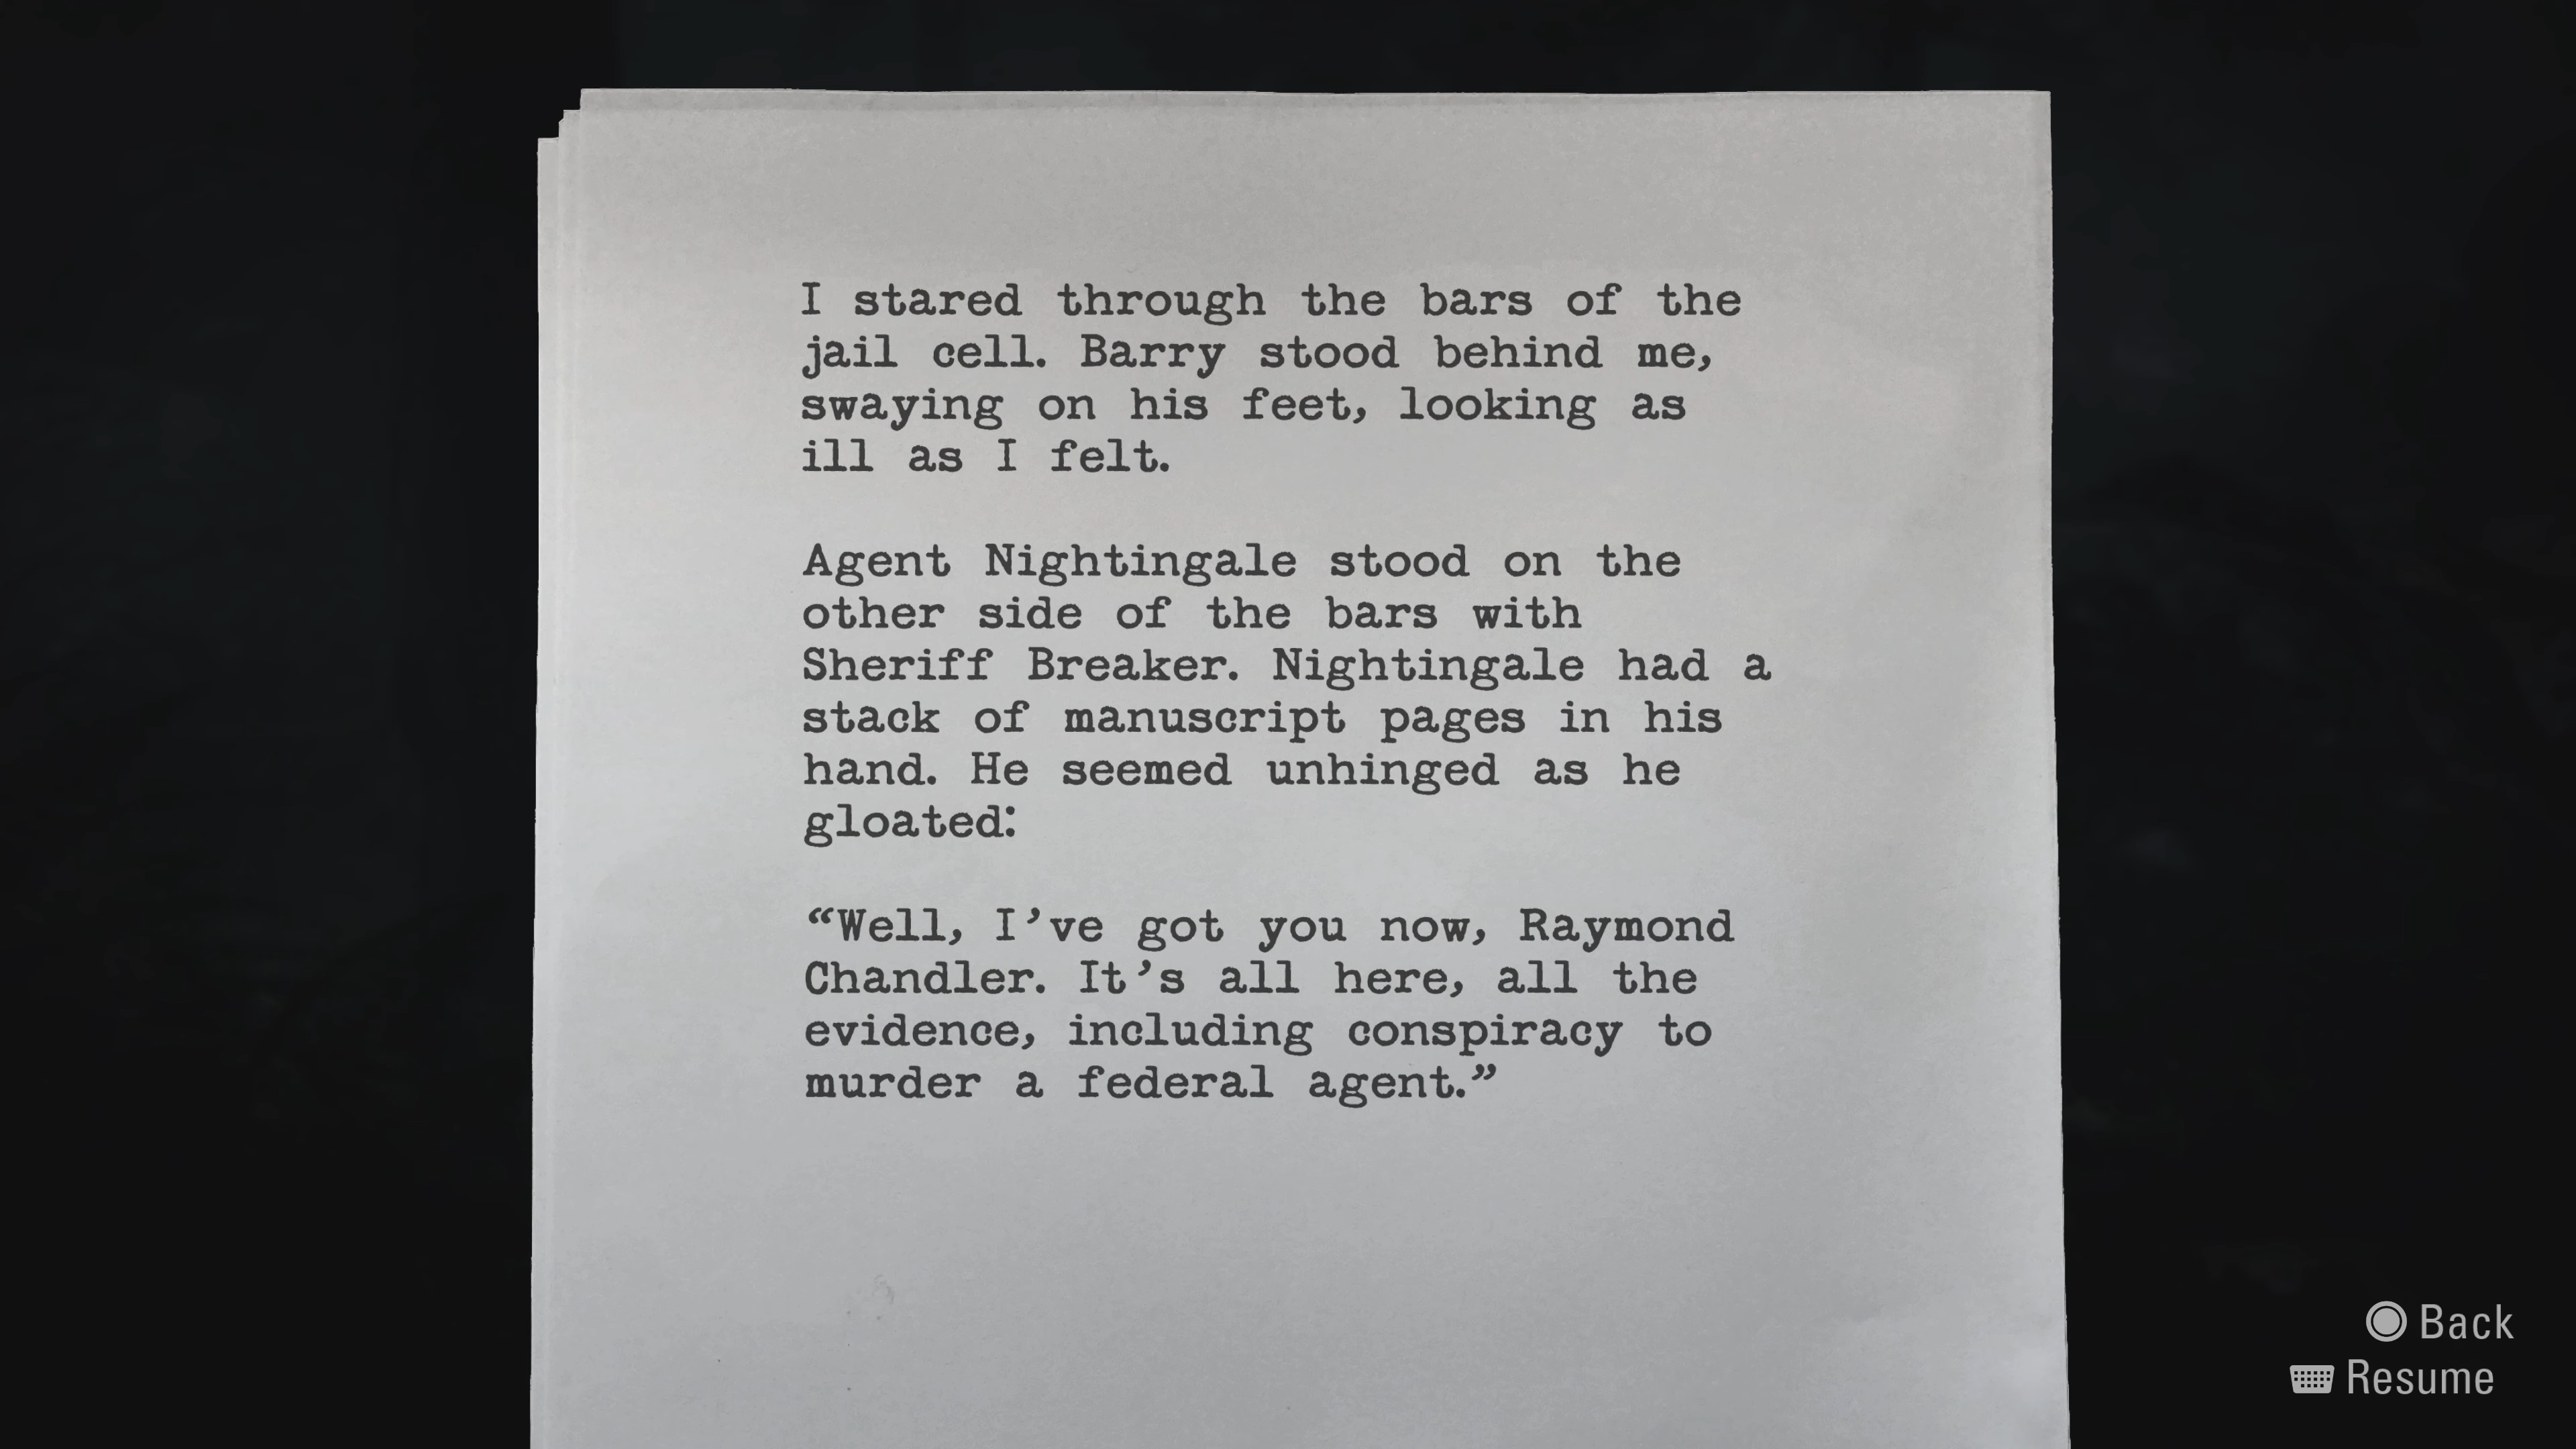 I stared through the bars of the
jail cell. Barry stood behind me,
swaying on his feet, looking as
ill as I felt.
Agent Nightingale stood on the
other side of the bars with
Sheriff Breaker. Nightingale had a
stack of manuscript pages in his
hand. He seemed unhinged as he
gloated:
“Well, I’ve got you now, Raymond
Chandler. It’s all here, all the
evidence, including conspiracy to
murder a federal agent.”
Back
Resume